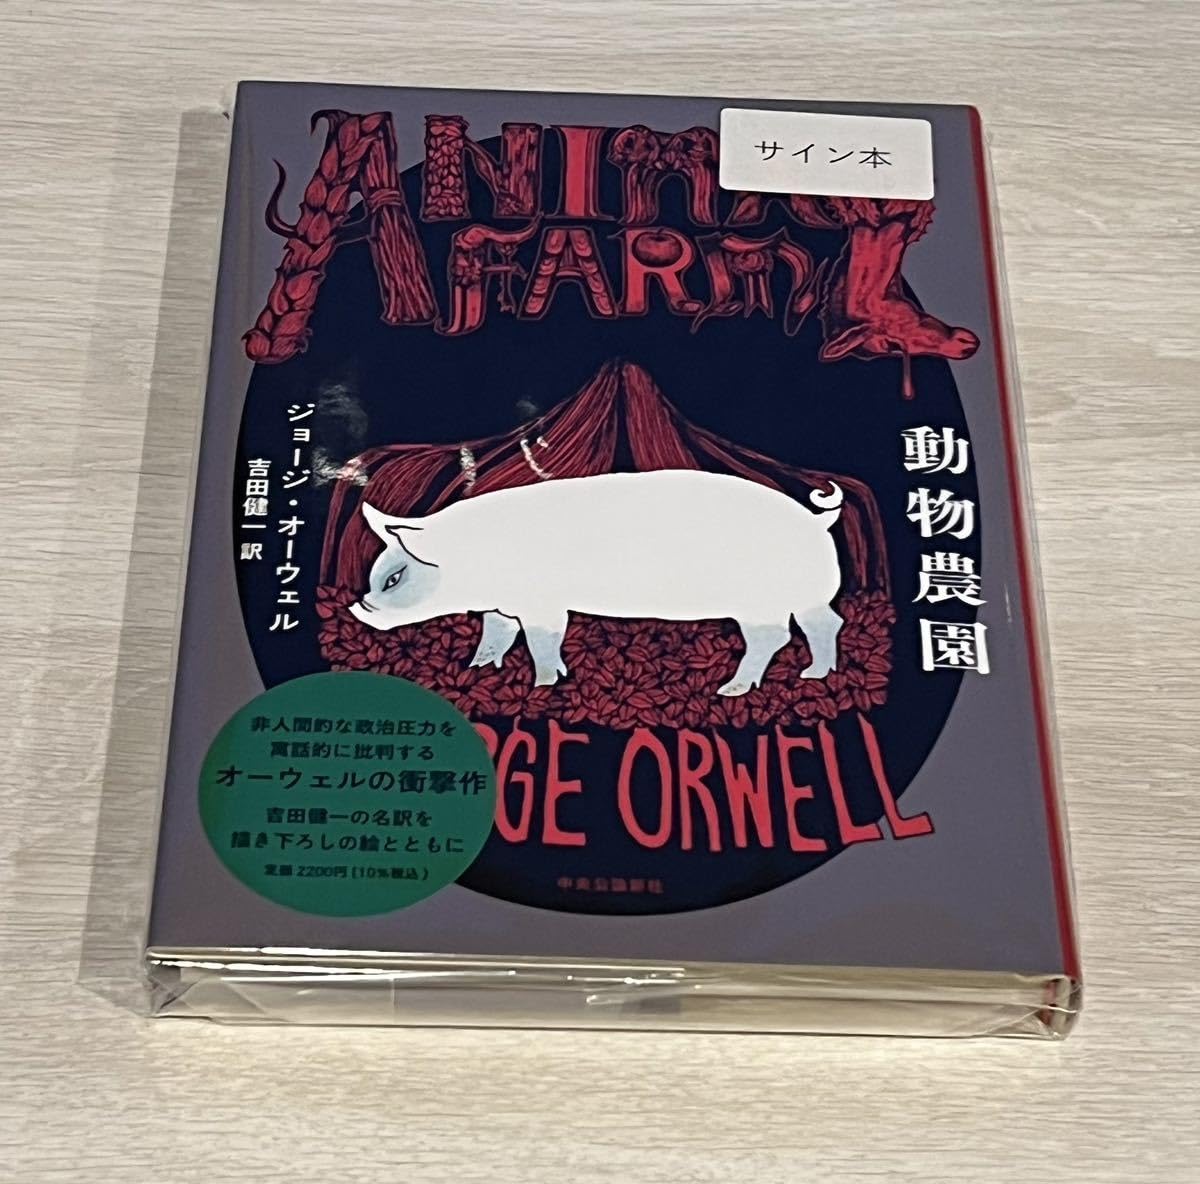 サイン本
ANIMAL
FARM
動物農園
ジョージ・オーウェル
吉田健一 訳
非人間的な政治圧力を
寓話的に批判する
オーウェルの衝撃作
吉田健一の名訳を
描き下ろしの絵とともに
定価2200円(10%税込)
RGE ORWELL
中央公論新社